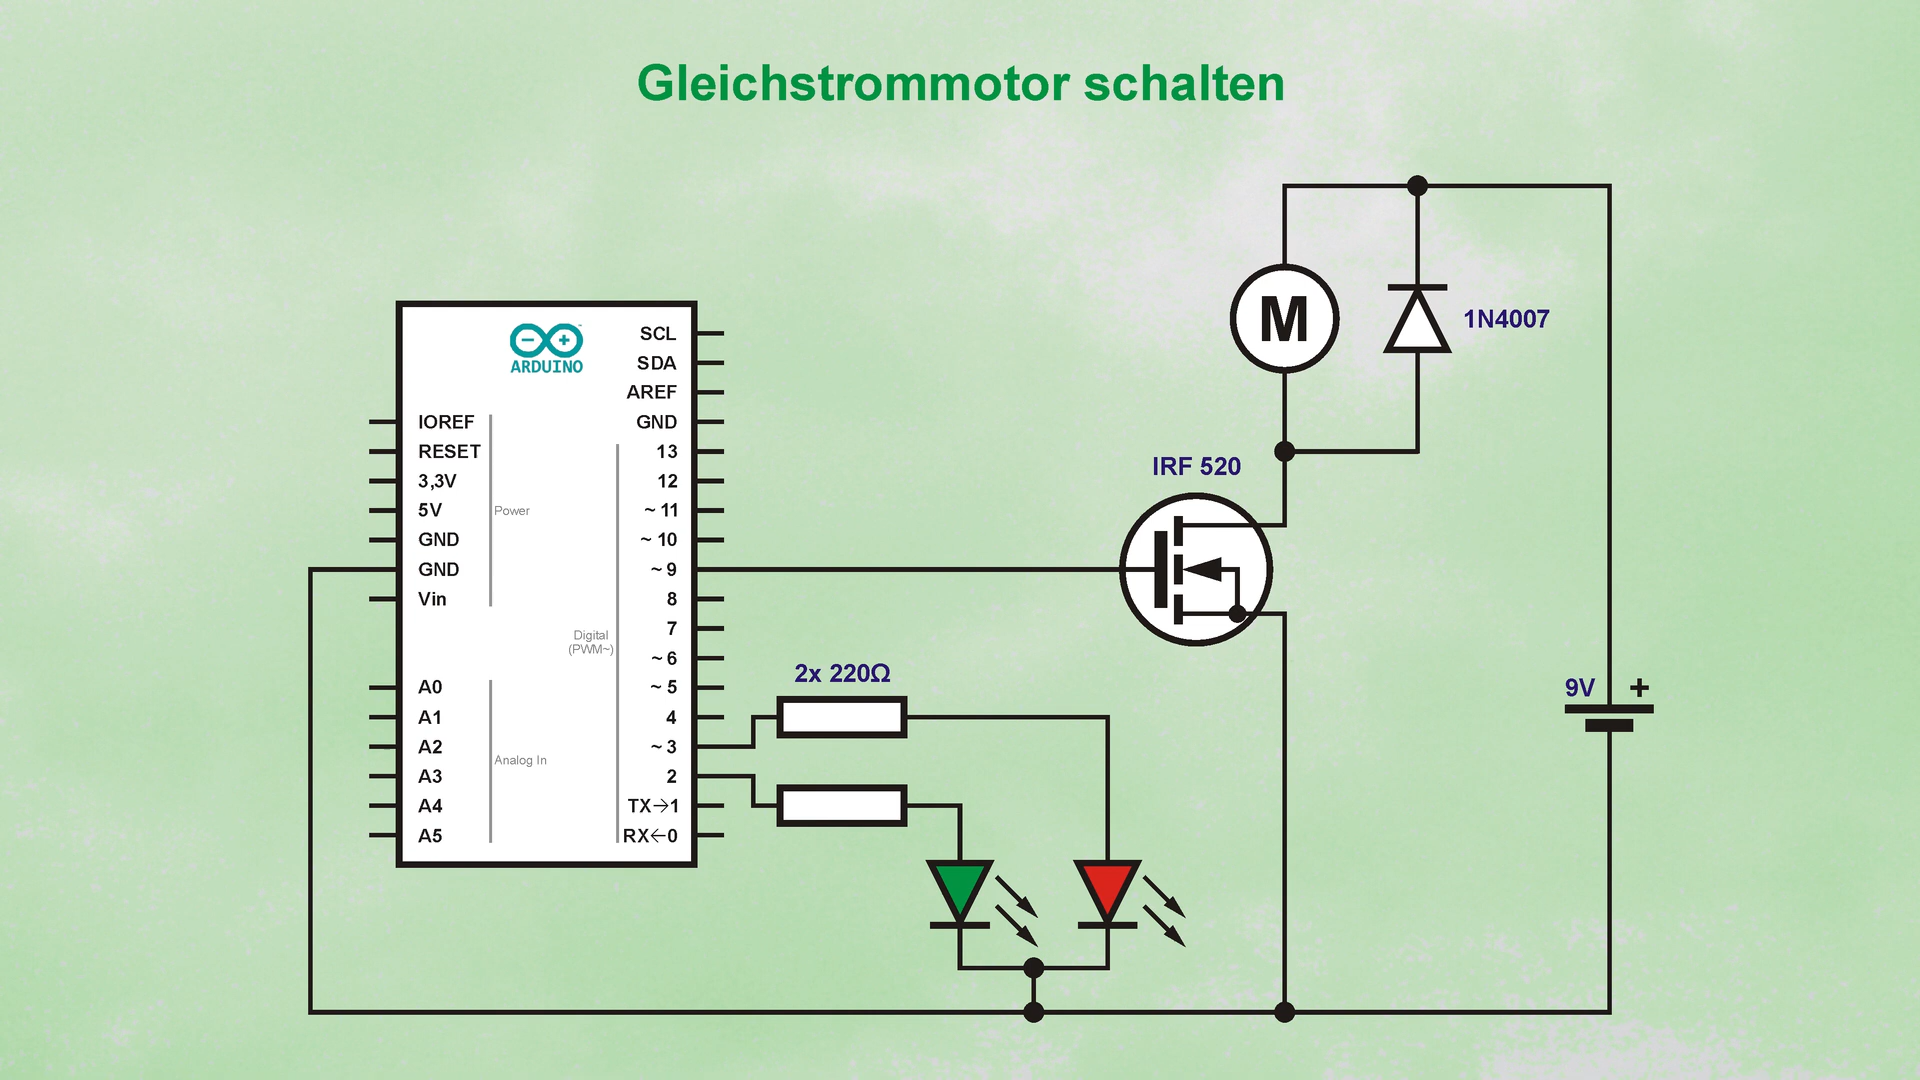 Gleichstrommotor schalten
ARDUINO
SCL
SDA
AREF
GND
13
12
~ 11
~ 10
~ 9
8
7
~ 6
~ 5
4
~ 3
2
TX→1
RX←0
IOREF
RESET
3,3V
5V
GND
GND
Vin
Power
Digital
(PWM~)
A0
A1
A2
A3
A4
A5
Analog In
2x 220Ω
IRF 520
M
1N4007
9V +